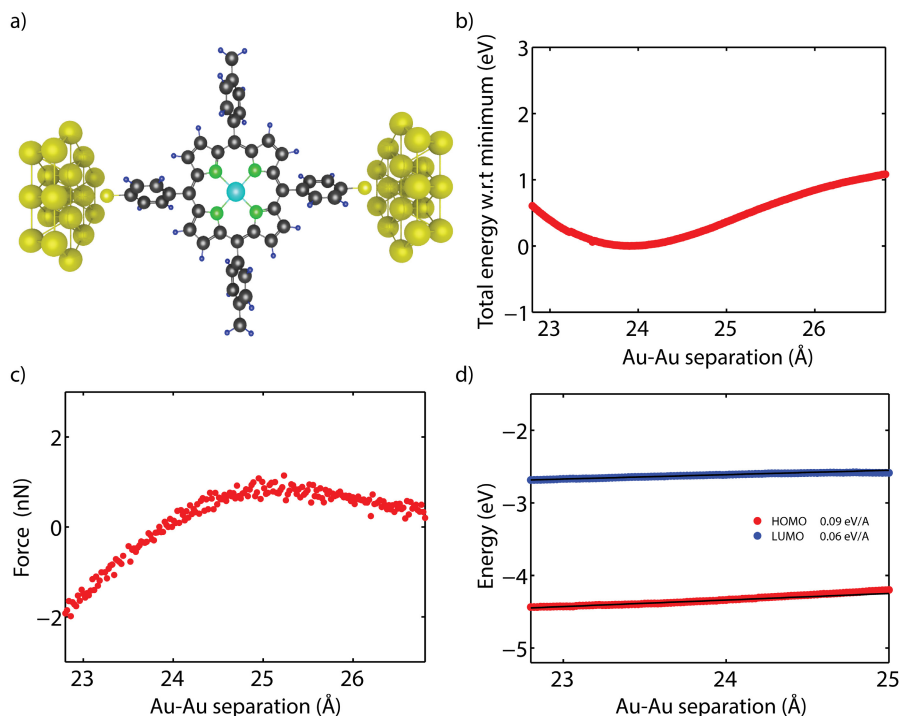 a)
b)
Total energy w.r.t minimum (eV)
3
2
1
0
−1
23
24
25
26
Au-Au separation (Å)
c)
Force (nN)
2
0
−2
23
24
25
26
Au-Au separation (Å)
d)
Energy (eV)
−2
−3
−4
−5
HOMO 0.09 eV/A
LUMO 0.06 eV/A
23
24
25
Au-Au separation (Å)